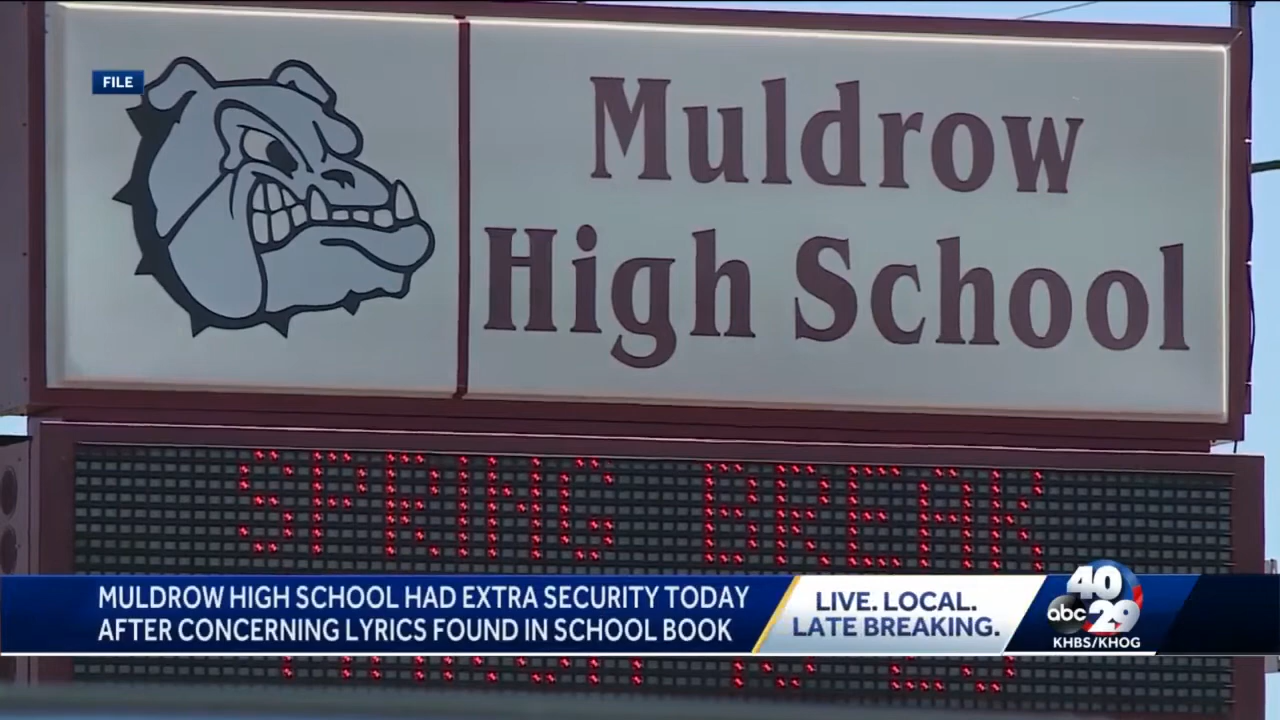 FILE
Muldrow
High School
SPRING BREAK
MULDROW HIGH SCHOOL HAD EXTRA SECURITY TODAY
AFTER CONCERNING LYRICS FOUND IN SCHOOL BOOK
LIVE. LOCAL.
LATE BREAKING.
40
abc 29
KHBS/KHOG